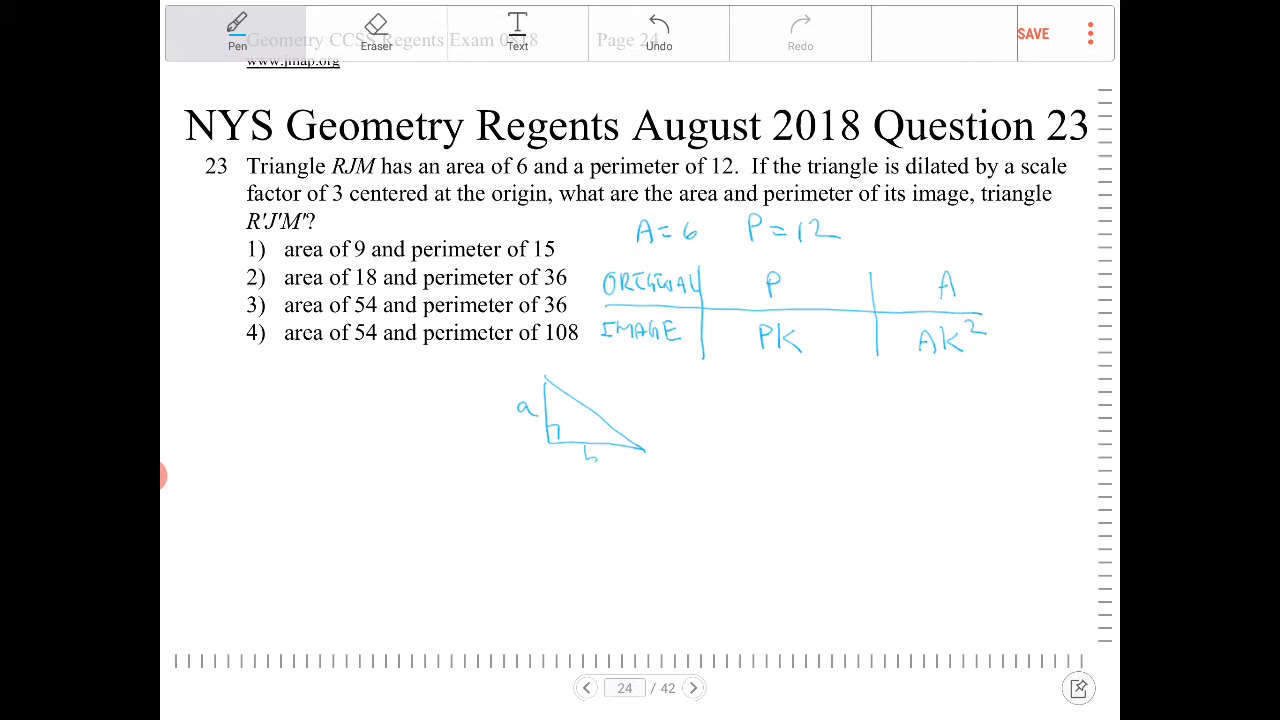 Pen
Eraser
Text
Undo
Redo
SAVE
Geometry CCSS Regents Exam 0818 Page 24
www.jmap.org
NYS Geometry Regents August 2018 Question 23
23 Triangle RJM has an area of 6 and a perimeter of 12. If the triangle is dilated by a scale
factor of 3 centered at the origin, what are the area and perimeter of its image, triangle
R'J'M'?
A = 6 P = 12
1) area of 9 and perimeter of 15
2) area of 18 and perimeter of 36
3) area of 54 and perimeter of 36
4) area of 54 and perimeter of 108
ORIGINAL P A
IMAGE PK AK²
a
b
24 / 42